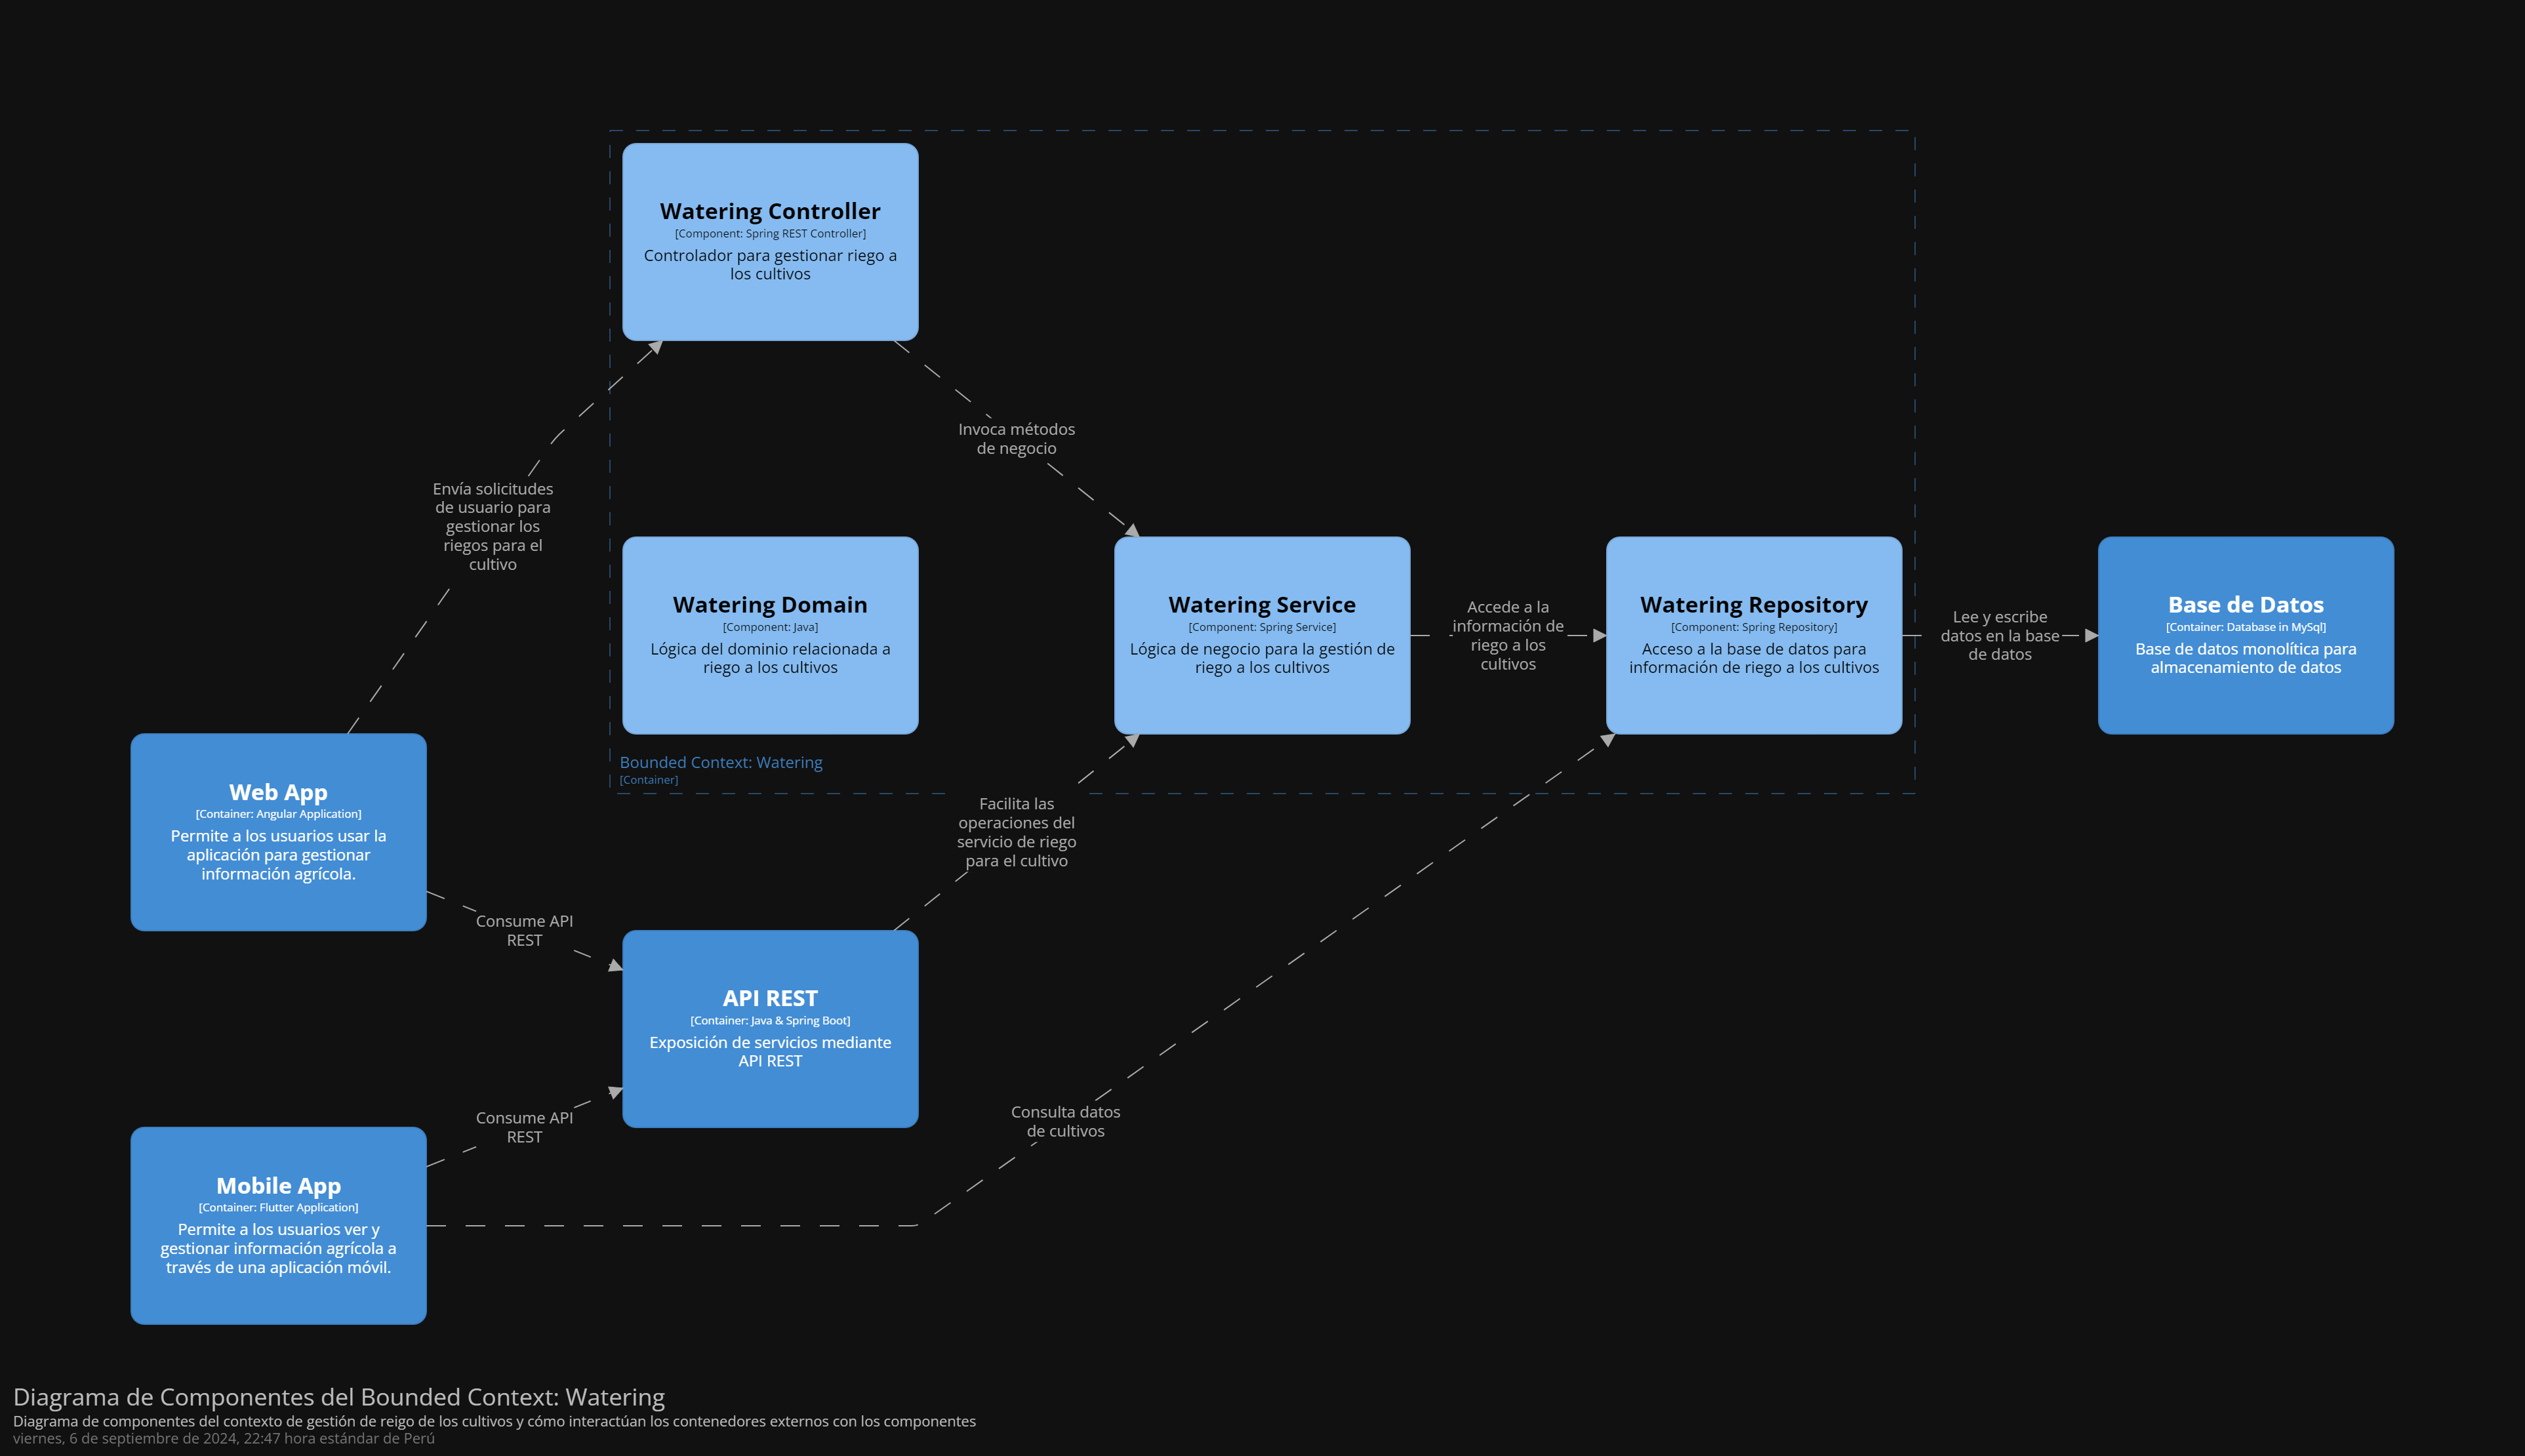 Watering Controller
[Component: Spring REST Controller]
Controlador para gestionar riego a
los cultivos
Invoca métodos
de negocio
Envía solicitudes
de usuario para
gestionar los
riegos para el
cultivo
Watering Domain
[Component: Java]
Lógica del dominio relacionada a
riego a los cultivos
Watering Service
[Component: Spring Service]
Lógica de negocio para la gestión de
riego a los cultivos
Accede a la
información de
riego a los
cultivos
Watering Repository
[Component: Spring Repository]
Acceso a la base de datos para
información de riego a los cultivos
Lee y escribe
datos en la base
de datos
Base de Datos
[Container: Database in MySql]
Base de datos monolítica para
almacenamiento de datos
Bounded Context: Watering
[Container]
Web App
[Container: Angular Application]
Permite a los usuarios usar la
aplicación para gestionar
información agrícola.
Facilita las
operaciones del
servicio de riego
para el cultivo
Consume API
REST
API REST
[Container: Java & Spring Boot]
Exposición de servicios mediante
API REST
Consume API
REST
Consulta datos
de cultivos
Mobile App
[Container: Flutter Application]
Permite a los usuarios ver y
gestionar información agrícola a
través de una aplicación móvil.
Diagrama de Componentes del Bounded Context: Watering
Diagrama de componentes del contexto de gestión de reigo de los cultivos y cómo interactúan los contenedores externos con los componentes
viernes, 6 de septiembre de 2024, 22:47 hora estándar de Perú